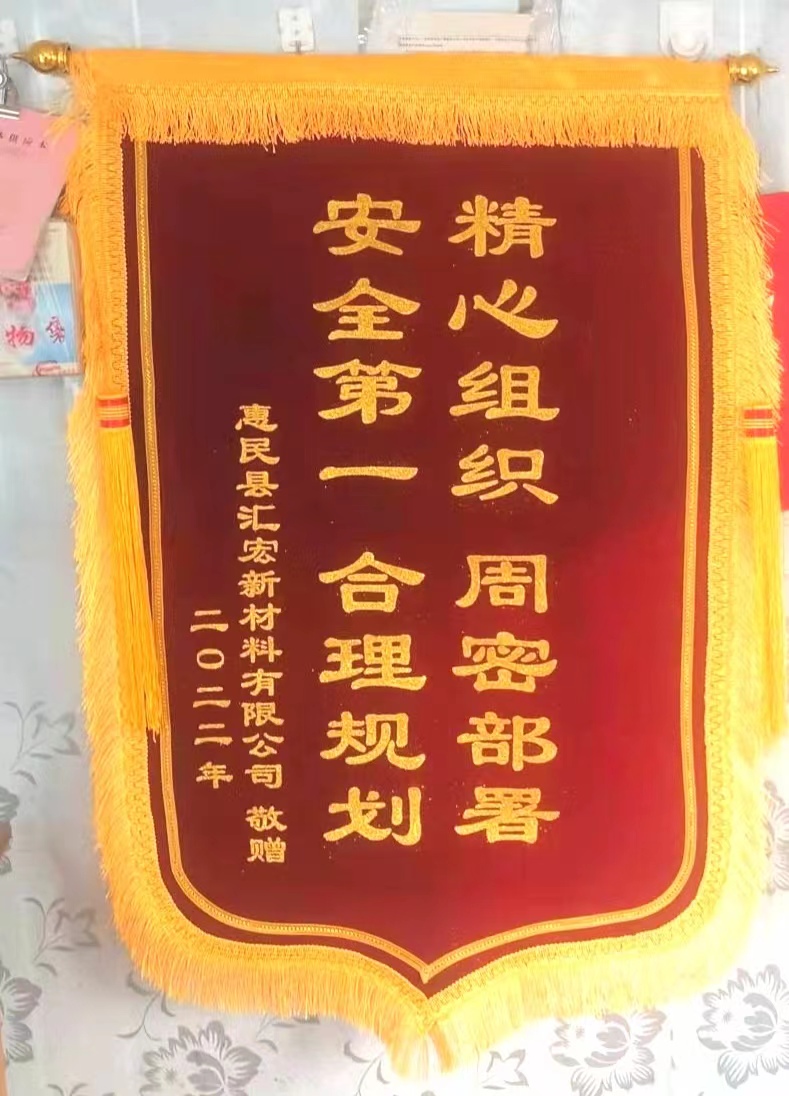 精心组织 周密部署
安全第一 合理规划
惠民县汇宏新材料有限公司 敬赠
二〇二二年
物